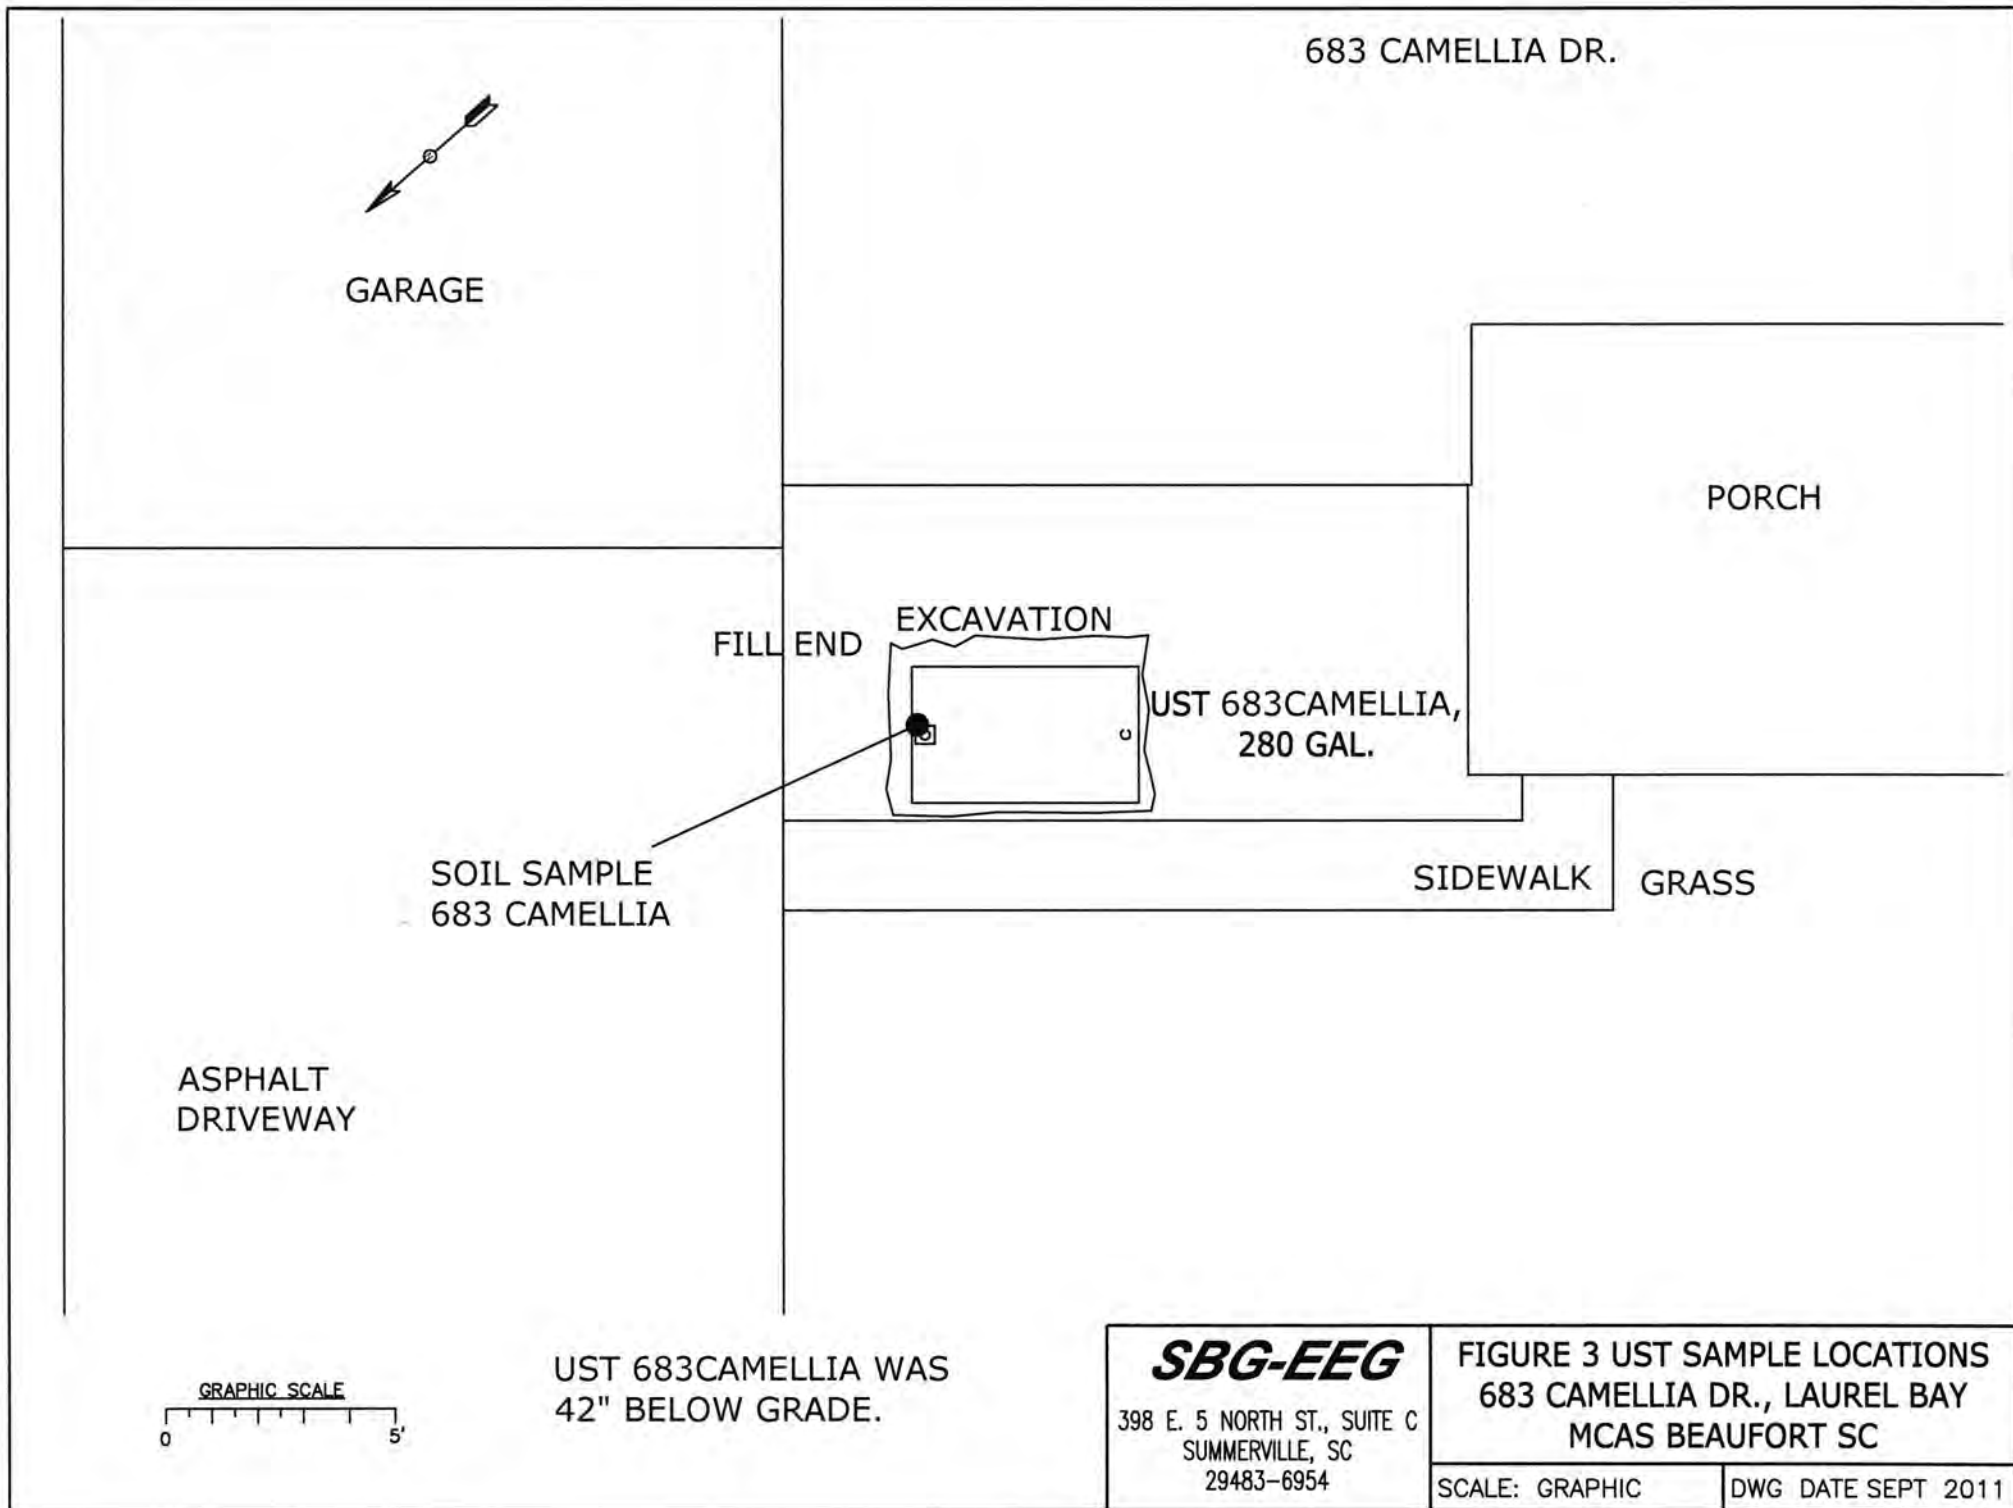 683 CAMELLIA DR.
GARAGE
PORCH
EXCAVATION
FILL END
UST 683CAMELLIA,
280 GAL.
SOIL SAMPLE
683 CAMELLIA
SIDEWALK
GRASS
ASPHALT
DRIVEWAY
GRAPHIC SCALE
0 5'
UST 683CAMELLIA WAS
42" BELOW GRADE.
SBG-EEG
398 E. 5 NORTH ST., SUITE C
SUMMERVILLE, SC
29483-6954
FIGURE 3 UST SAMPLE LOCATIONS
683 CAMELLIA DR., LAUREL BAY
MCAS BEAUFORT SC
SCALE: GRAPHIC
DWG DATE SEPT 2011